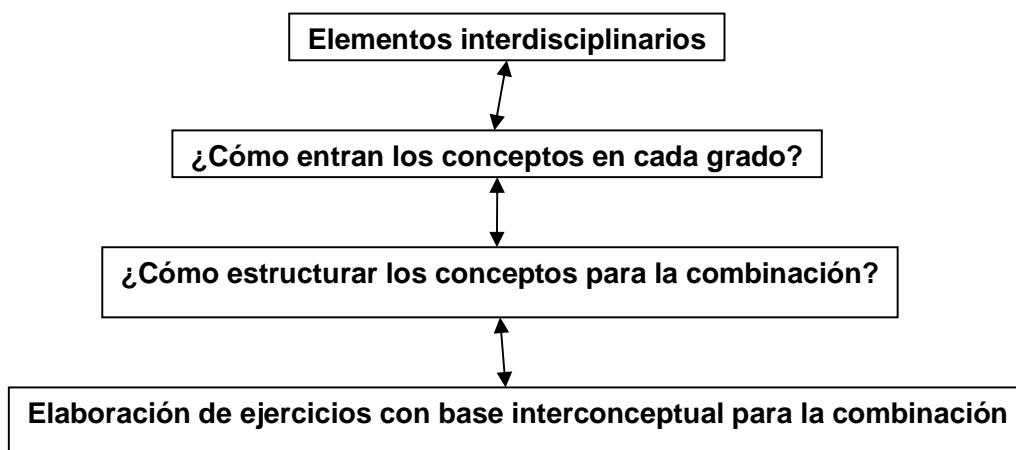 Elementos interdisciplinarios
¿Cómo entran los conceptos en cada grado?
¿Cómo estructurar los conceptos para la combinación?
Elaboración de ejercicios con base interconceptual para la combinación